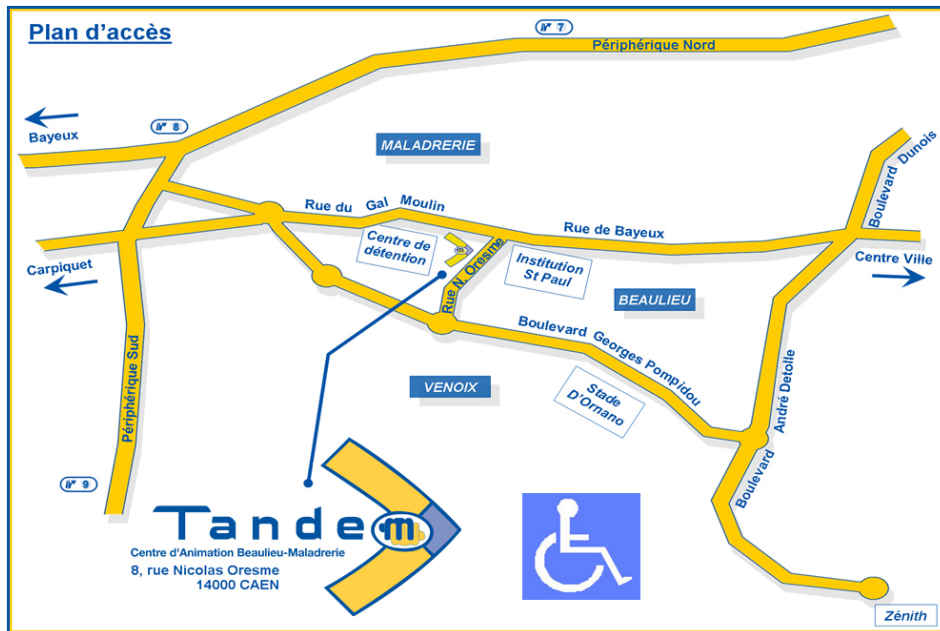 Plan d'accès
N° 7
Périphérique Nord
Bayeux
N° 8
MALADRERIE
Boulevard Dunois
Rue du Gal Moulin
Rue de Bayeux
Centre de
détention
Rue N. Oresme
Institution
St Paul
Centre Ville
Carpiquet
BEAULIEU
Boulevard Georges Pompidou
Périphérique Sud
VENOIX
Stade
D'Ornano
Boulevard André Detolle
N° 9
Tandem
Centre d'Animation Beaulieu-Maladrerie
8, rue Nicolas Oresme
14000 CAEN
Zénith